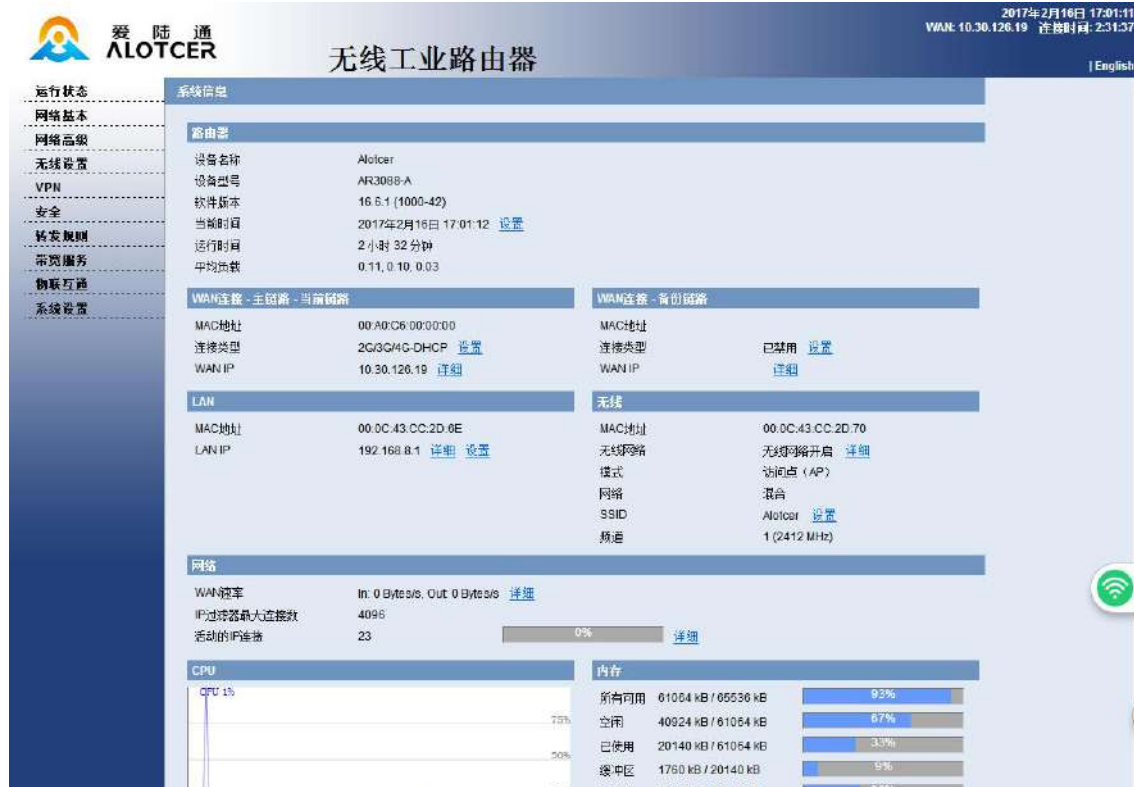 2017年2月16日 17:01:11
WAN: 10.30.126.19 连接时间: 2:31:37
爱 陆 通
ALOTCER
无线工业路由器
| English
运行状态
网络基本
网络高级
无线设置
VPN
安全
转发规则
带宽服务
物联互通
系统设置
系统信息
路由器
设备名称 Alotcer
设备型号 AR3088-A
软件版本 16.6.1 (1000-42)
当前时间 2017年2月16日 17:01:12 设置
运行时间 2 小时 32 分钟
平均负载 0.11, 0.10, 0.03
WAN连接 - 主链路 - 当前链路
MAC地址 00:A0:C6:00:00:00
连接类型 2G/3G/4G-DHCP 设置
WAN IP 10.30.126.19 详细
WAN连接 - 备份链路
MAC地址
连接类型 已禁用 设置
WAN IP 详细
LAN
MAC地址 00:0C:43:CC:2D:6E
LAN IP 192.168.8.1 详细 设置
无线
MAC地址 00:0C:43:CC:2D:70
无线网络 无线网络开启 详细
模式 访问点 (AP)
网络 混合
SSID Alotcer 设置
频道 1 (2412 MHz)
网络
WAN速率 In: 0 Bytes/s, Out: 0 Bytes/s 详细
IP过滤器最大连接数 4096
活动的IP连接 23 0% 详细
CPU
CPU 1%
75%
50%
内存
所有可用 61064 kB / 65536 kB 93%
空闲 40924 kB / 61064 kB 67%
已使用 20140 kB / 61064 kB 33%
缓冲区 1760 kB / 20140 kB 9%